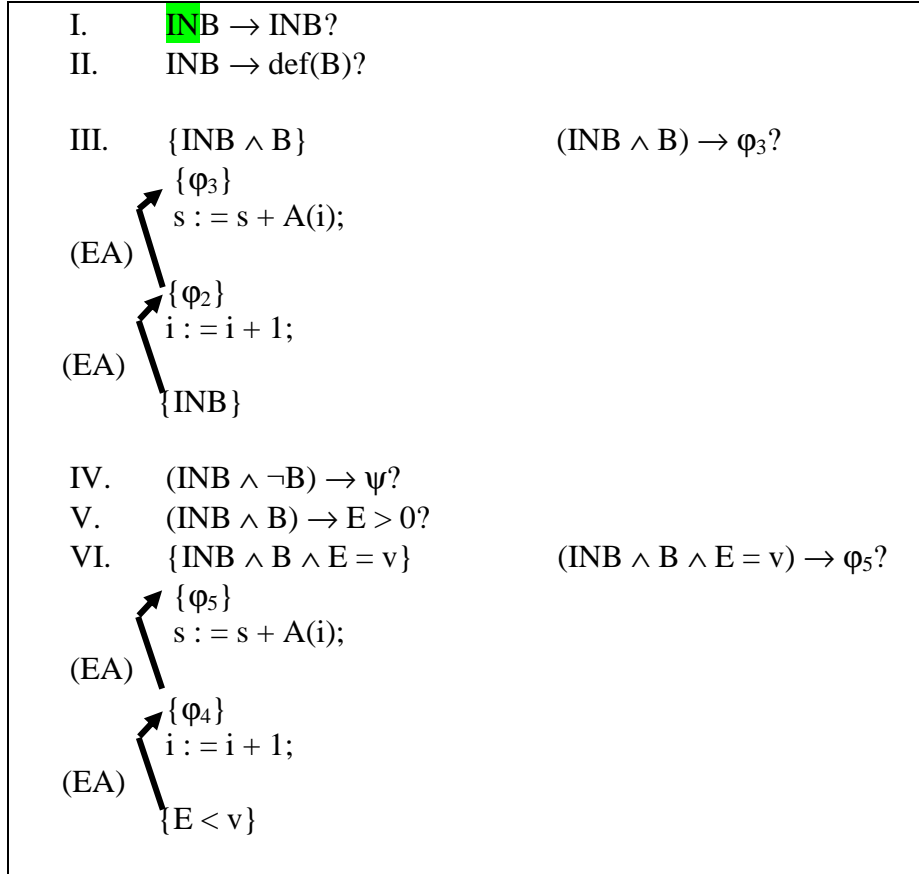 I. INB → INB?
II. INB → def(B)?
III. {INB ∧ B} (INB ∧ B) → φ₃?
{φ₃}
s : = s + A(i);
(EA)
{φ₂}
i : = i + 1;
(EA)
{INB}
IV. (INB ∧ ¬B) → ψ?
V. (INB ∧ B) → E > 0?
VI. {INB ∧ B ∧ E = v} (INB ∧ B ∧ E = v) → φ₅?
{φ₅}
s : = s + A(i);
(EA)
{φ₄}
i : = i + 1;
(EA)
{E < v}